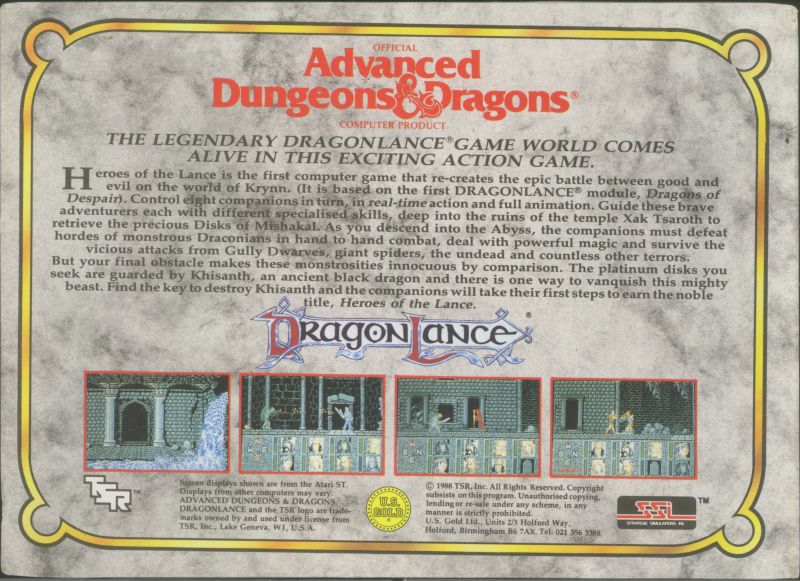 OFFICIAL
Advanced
Dungeons & Dragons®
COMPUTER PRODUCT
THE LEGENDARY DRAGONLANCE® GAME WORLD COMES
ALIVE IN THIS EXCITING ACTION GAME.
Heroes of the Lance is the first computer game that re-creates the epic battle between good and
evil on the world of Krynn. (It is based on the first DRAGONLANCE® module, Dragons of
Despair). Control eight companions in turn, in real-time action and full animation. Guide these brave
adventurers each with different specialised skills, deep into the ruins of the temple Xak Tsaroth to
retrieve the precious Disks of Mishakal. As you descend into the Abyss, the companions must defeat
hordes of monstrous Draconians in hand to hand combat, deal with powerful magic and survive the
vicious attacks from Gully Dwarves, giant spiders, the undead and countless other terrors.
But your final obstacle makes these monstrosities innocuous by comparison. The platinum disks you
seek are guarded by Khisanth, an ancient black dragon and there is one way to vanquish this mighty
beast. Find the key to destroy Khisanth and the companions will take their first steps to earn the noble
title, Heroes of the Lance.
DRAGONLANCE®
TSR™
Screen displays shown are from the Atari ST.
Displays from other computers may vary.
ADVANCED DUNGEONS & DRAGONS,
DRAGONLANCE and the TSR logo are trade-
marks owned by and used under license from
TSR, Inc., Lake Geneva, WI, U.S.A.
U.S.
GOLD
®
© 1988 TSR, Inc. All Rights Reserved. Copyright
subsists on this program. Unauthorised copying,
lending or re-sale under any scheme, in any
manner is strictly prohibited.
U.S. Gold Ltd., Units 2/3 Holford Way,
Holford, Birmingham B6 7AX. Tel: 021 356 3388
SSI™
STRATEGIC SIMULATIONS INC